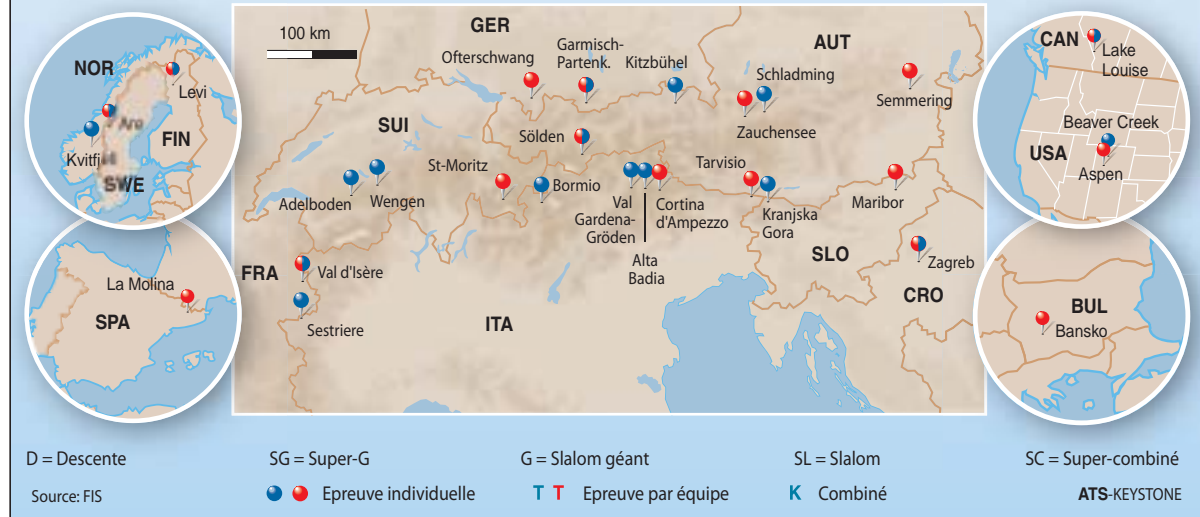 NOR
Levi
FIN
Kvitfj
SWE
La Molina
SPA
100 km
GER
AUT
Ofterschwang
Garmisch-
Partenk.
Kitzbühel
Schladming
Semmering
Zauchensee
SUI
Sölden
St-Moritz
Bormio
Tarvisio
Adelboden
Wengen
Val
Gardena-
Gröden
Cortina
d'Ampezzo
Alta
Badia
Kranjska
Gora
Maribor
SLO
Zagreb
CRO
FRA
Val d'Isère
Sestriere
ITA
CAN
Lake
Louise
Beaver Creek
USA
Aspen
BUL
Bansko
D = Descente
SG = Super-G
G = Slalom géant
SL = Slalom
SC = Super-combiné
Source: FIS
Epreuve individuelle
T T Epreuve par équipe
K Combiné
ATS-KEYSTONE